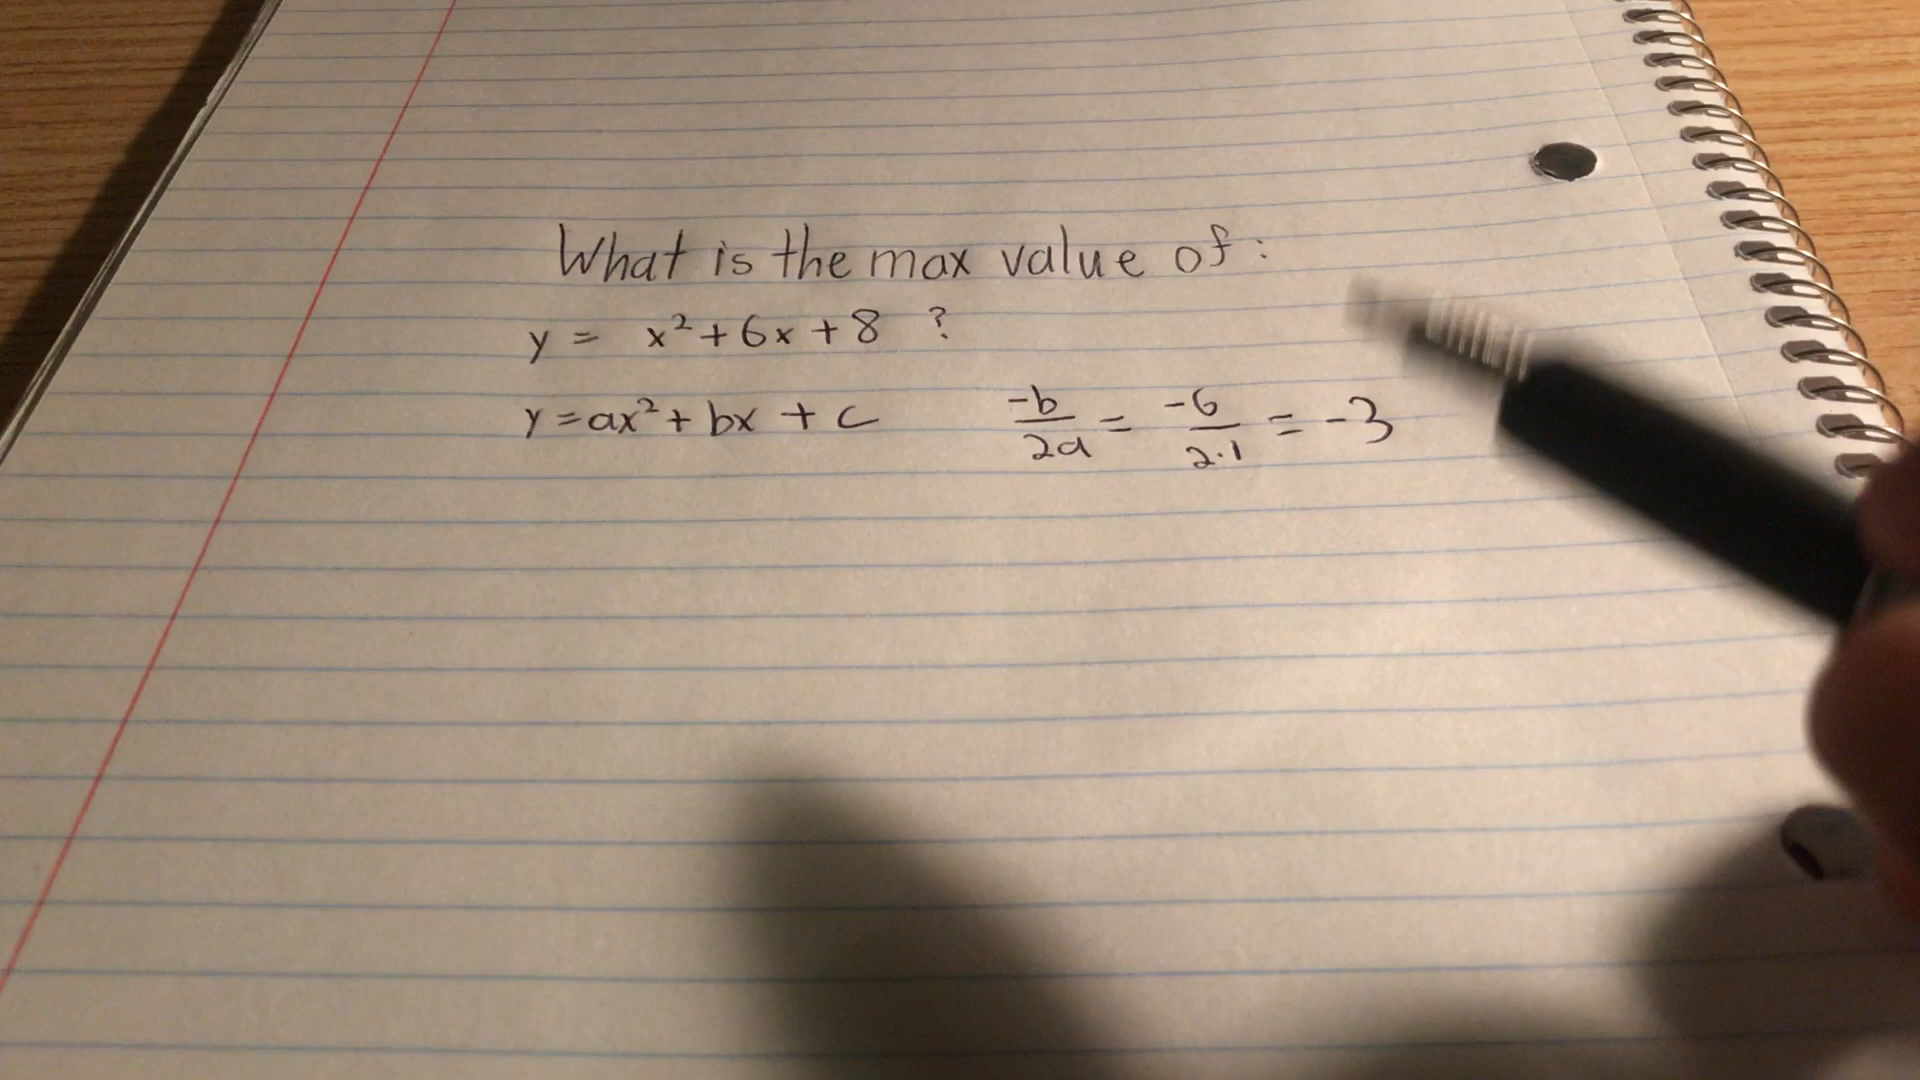 What is the max value of:
y = x²+6x+8 ?
y=ax²+bx+c -b/2a = -6/2·1 = -3